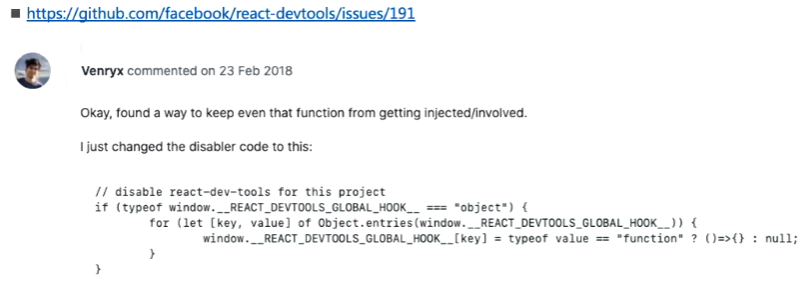 https://github.com/facebook/react-devtools/issues/191
Venryx commented on 23 Feb 2018
Okay, found a way to keep even that function from getting injected/involved.
I just changed the disabler code to this:
// disable react-dev-tools for this project
if (typeof window.__REACT_DEVTOOLS_GLOBAL_HOOK__ === "object") {
for (let [key, value] of Object.entries(window.__REACT_DEVTOOLS_GLOBAL_HOOK__)) {
window.__REACT_DEVTOOLS_GLOBAL_HOOK__[key] = typeof value == "function" ? ()=>{} : null;
}
}